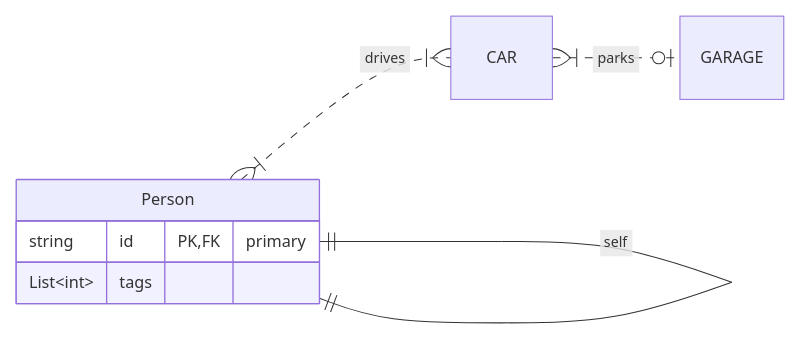 drives
CAR
parks
GARAGE
Person
string id PK,FK primary
List<int> tags
self